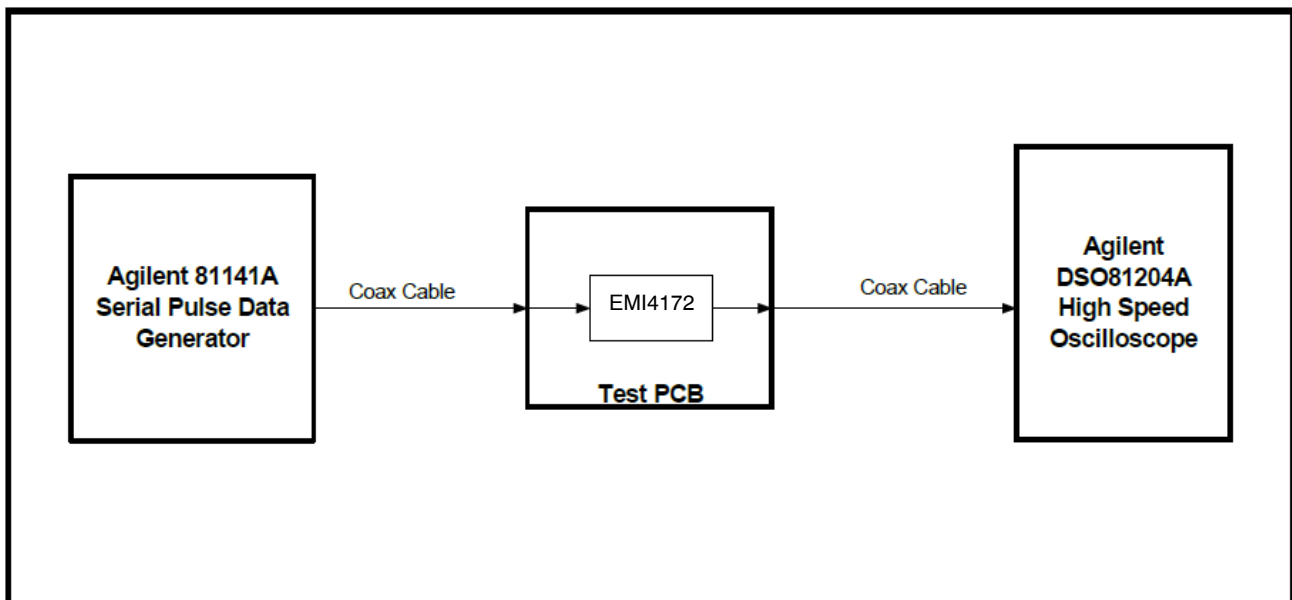 Agilent 81141A
Serial Pulse Data
Generator
Coax Cable
EMI4172
Test PCB
Coax Cable
Agilent
DSO81204A
High Speed
Oscilloscope